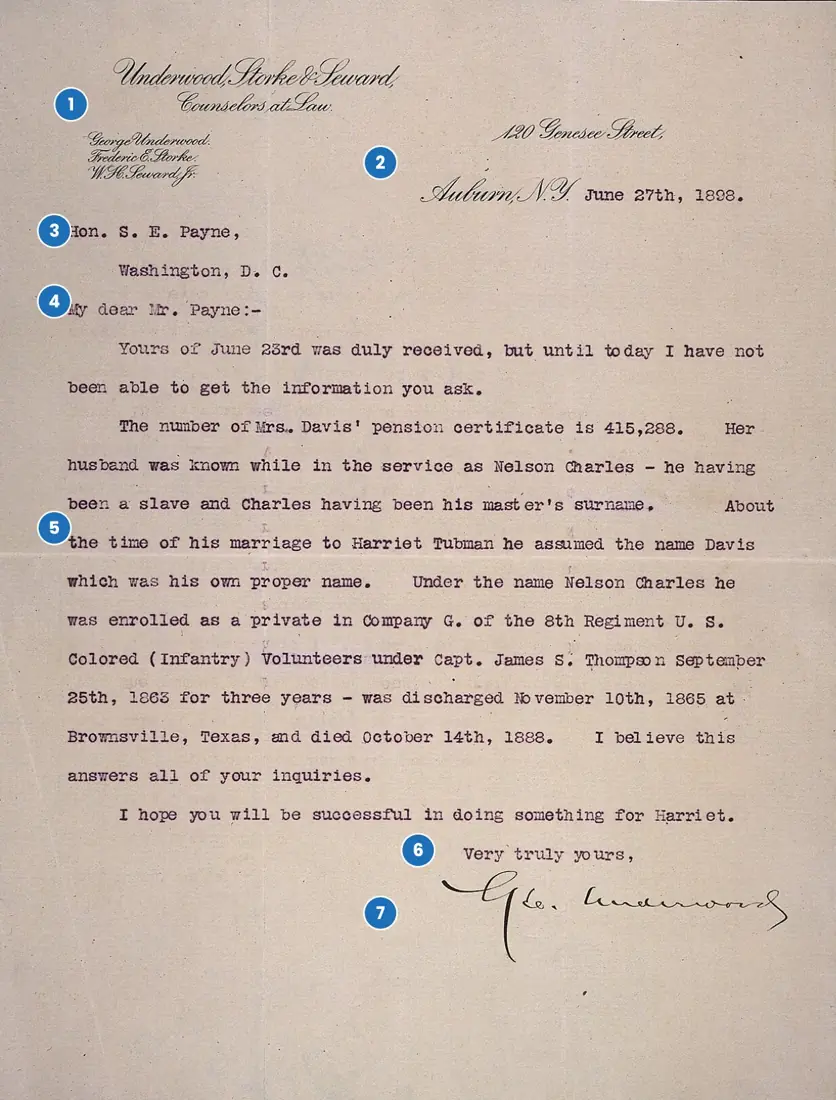 Underwood, Storke & Seward,
Counselors at Law.
1
George Underwood.
Frederic E. Storke.
W. H. Seward, Jr.
120 Genesee Street,
2
Auburn, N.Y. June 27th, 1898.
3
Hon. S. E. Payne,
Washington, D. C.
4
My dear Mr. Payne:-
Yours of June 23rd was duly received, but until today I have not
been able to get the information you ask.
The number of Mrs. Davis' pension certificate is 415,288. Her
husband was known while in the service as Nelson Charles - he having
been a slave and Charles having been his master's surname. About
5
the time of his marriage to Harriet Tubman he assumed the name Davis
which was his own proper name. Under the name Nelson Charles he
was enrolled as a private in Company G. of the 8th Regiment U. S.
Colored (Infantry) Volunteers under Capt. James S. Thompson September
25th, 1863 for three years - was discharged November 10th, 1865 at
Brownsville, Texas, and died October 14th, 1888. I believe this
answers all of your inquiries.
I hope you will be successful in doing something for Harriet.
6
Very truly yours,
7
Geo. Underwood